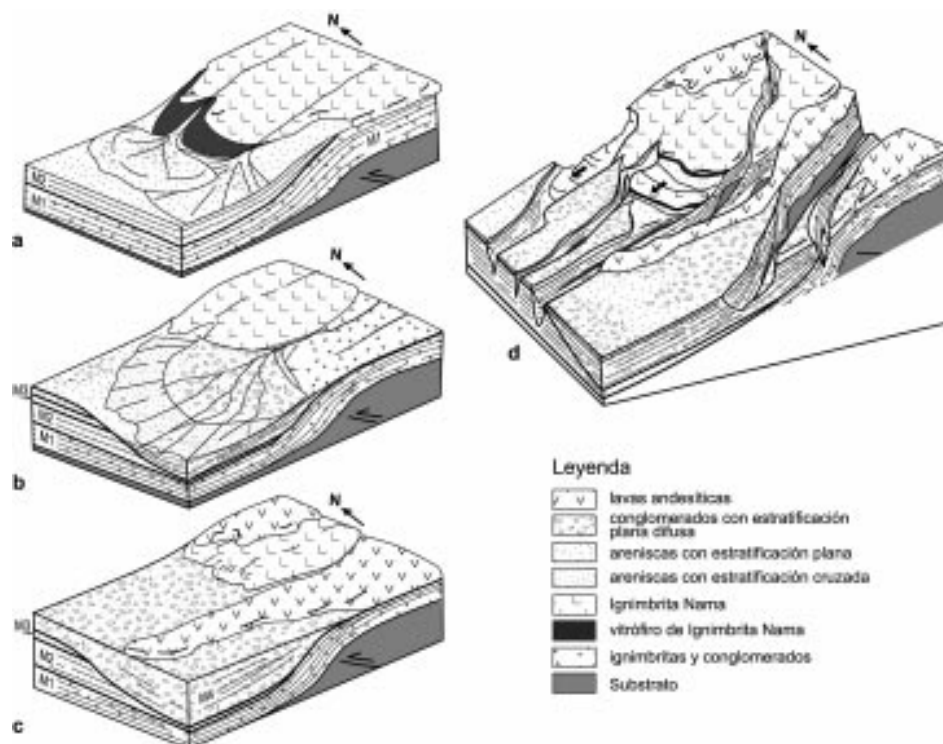 N
M2
M1
a
N
M3
M2
M1
b
N
M3
M2
M1
c
N
d
Leyenda
lavas andesíticas
conglomerados con estratificación
plana difusa
areniscas con estratificación plana
areniscas con estratificación cruzada
Ignimbrita Nama
vitrófiro de Ignimbrita Nama
ignimbritas y conglomerados
Substrato